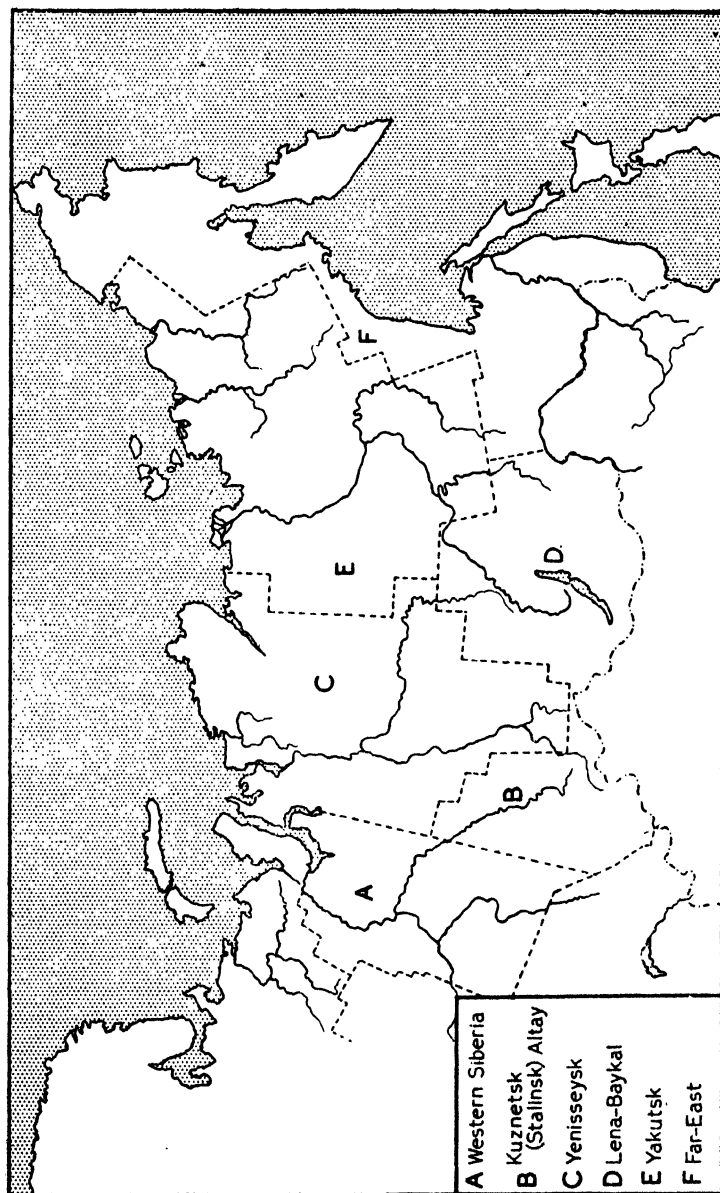 A
B
C
D
E
F
A Western Siberia
B Kuznetsk
(Stalinsk) Altay
C Yenisseysk
D Lena-Baykal
E Yakutsk
F Far-East